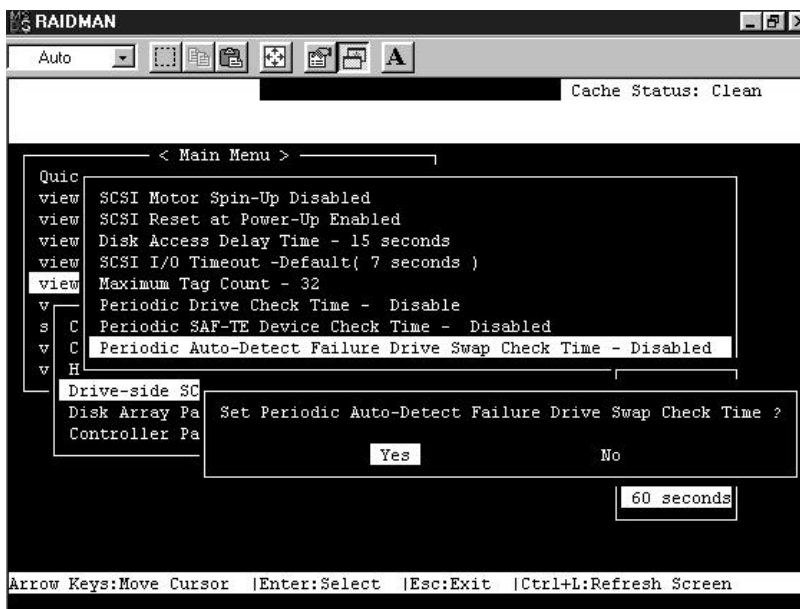 RAIDMAN
Auto
A
Cache Status: Clean
< Main Menu >
Quic
view SCSI Motor Spin-Up Disabled
view SCSI Reset at Power-Up Enabled
view Disk Access Delay Time - 15 seconds
view SCSI I/O Timeout -Default( 7 seconds )
view Maximum Tag Count - 32
v Periodic Drive Check Time - Disable
s C Periodic SAF-TE Device Check Time - Disabled
v C Periodic Auto-Detect Failure Drive Swap Check Time - Disabled
v H
Drive-side SC
Disk Array Pa
Controller Pa
Set Periodic Auto-Detect Failure Drive Swap Check Time ?
Yes No
60 seconds
Arrow Keys:Move Cursor |Enter:Select |Esc:Exit |Ctrl+L:Refresh Screen